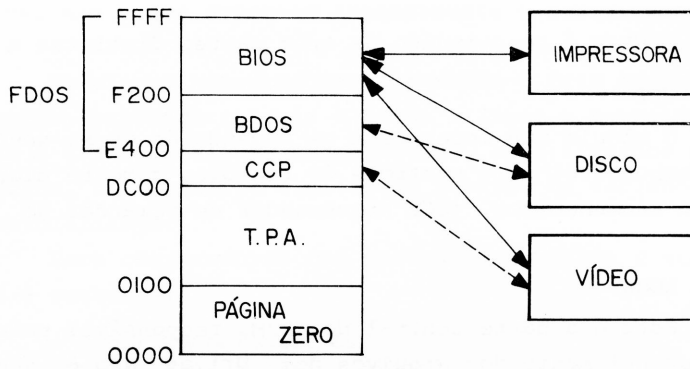 FFFF
BIOS
IMPRESSORA
FDOS
F200
BDOS
E400
DISCO
CCP
DC00
T.P.A.
VÍDEO
0100
PÁGINA
ZERO
0000